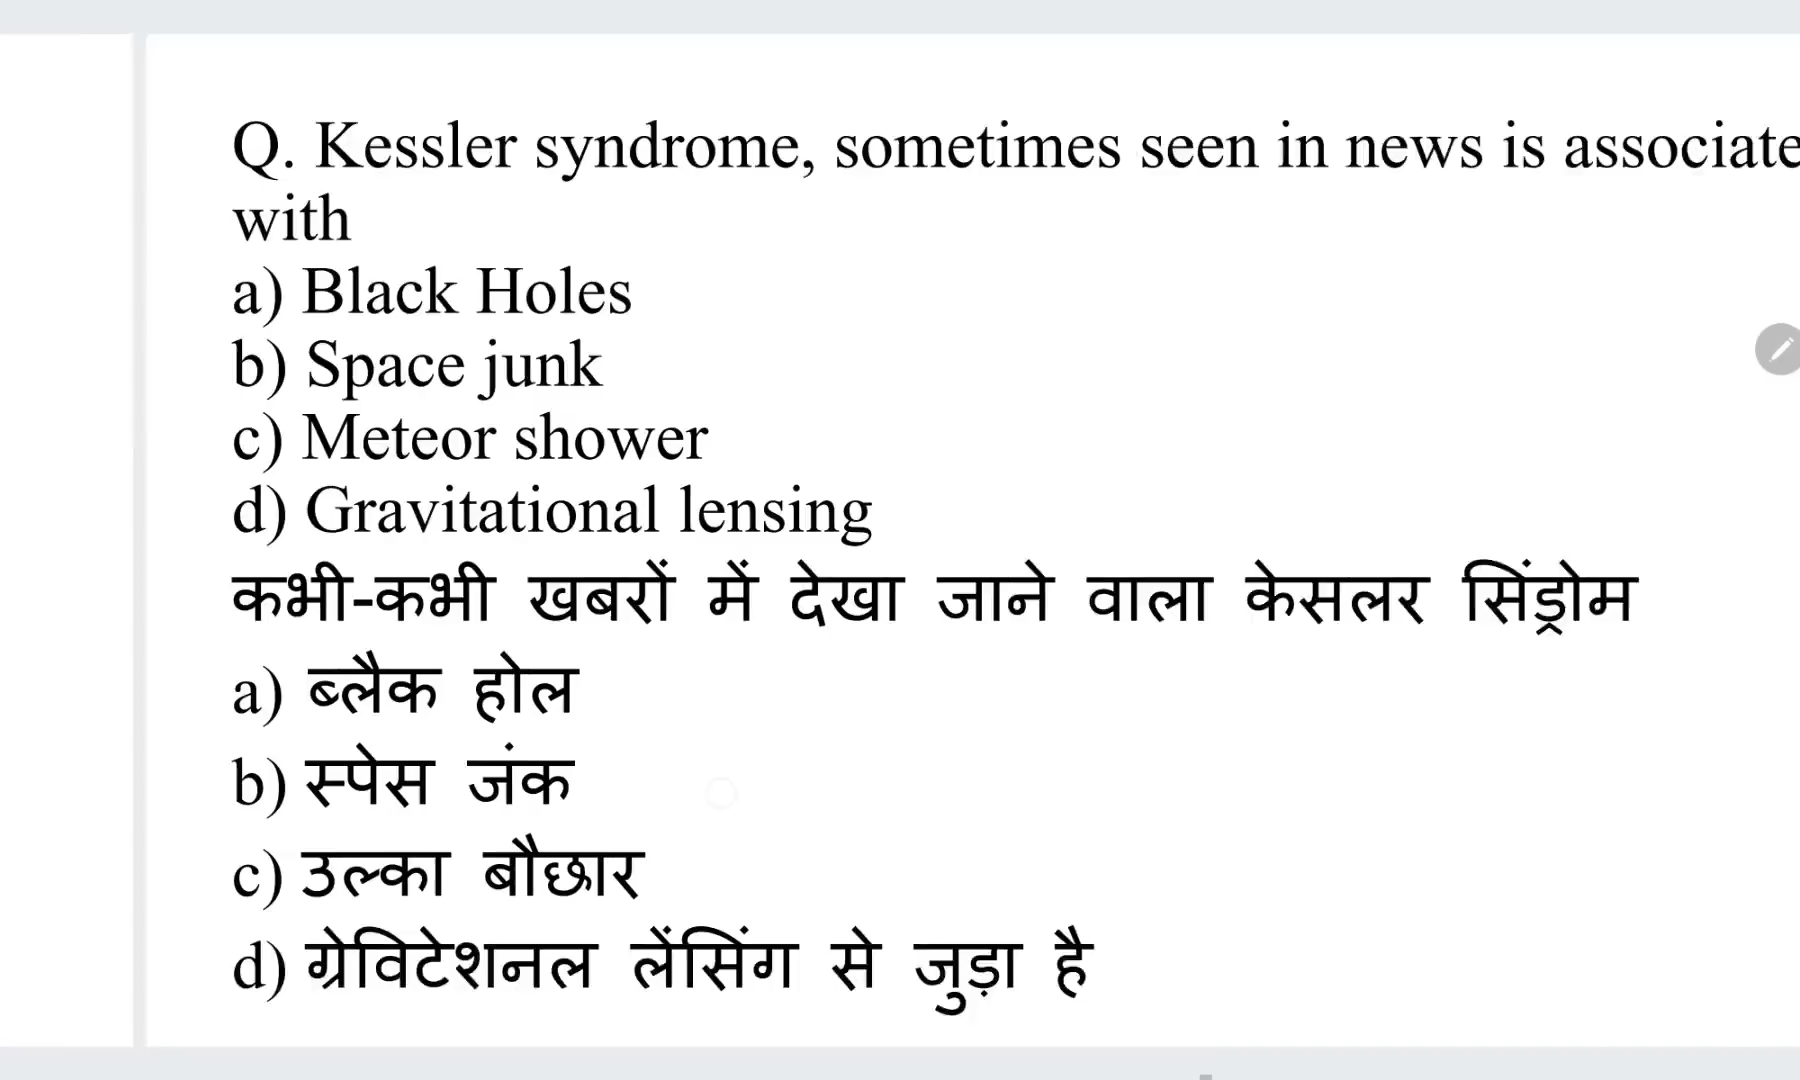 Q. Kessler syndrome, sometimes seen in news is associate
with
a) Black Holes
b) Space junk
c) Meteor shower
d) Gravitational lensing
कभी-कभी खबरों में देखा जाने वाला केसलर सिंड्रोम
a) ब्लैक होल
b) स्पेस जंक
c) उल्का बौछार
d) ग्रेविटेशनल लेंसिंग से जुड़ा है